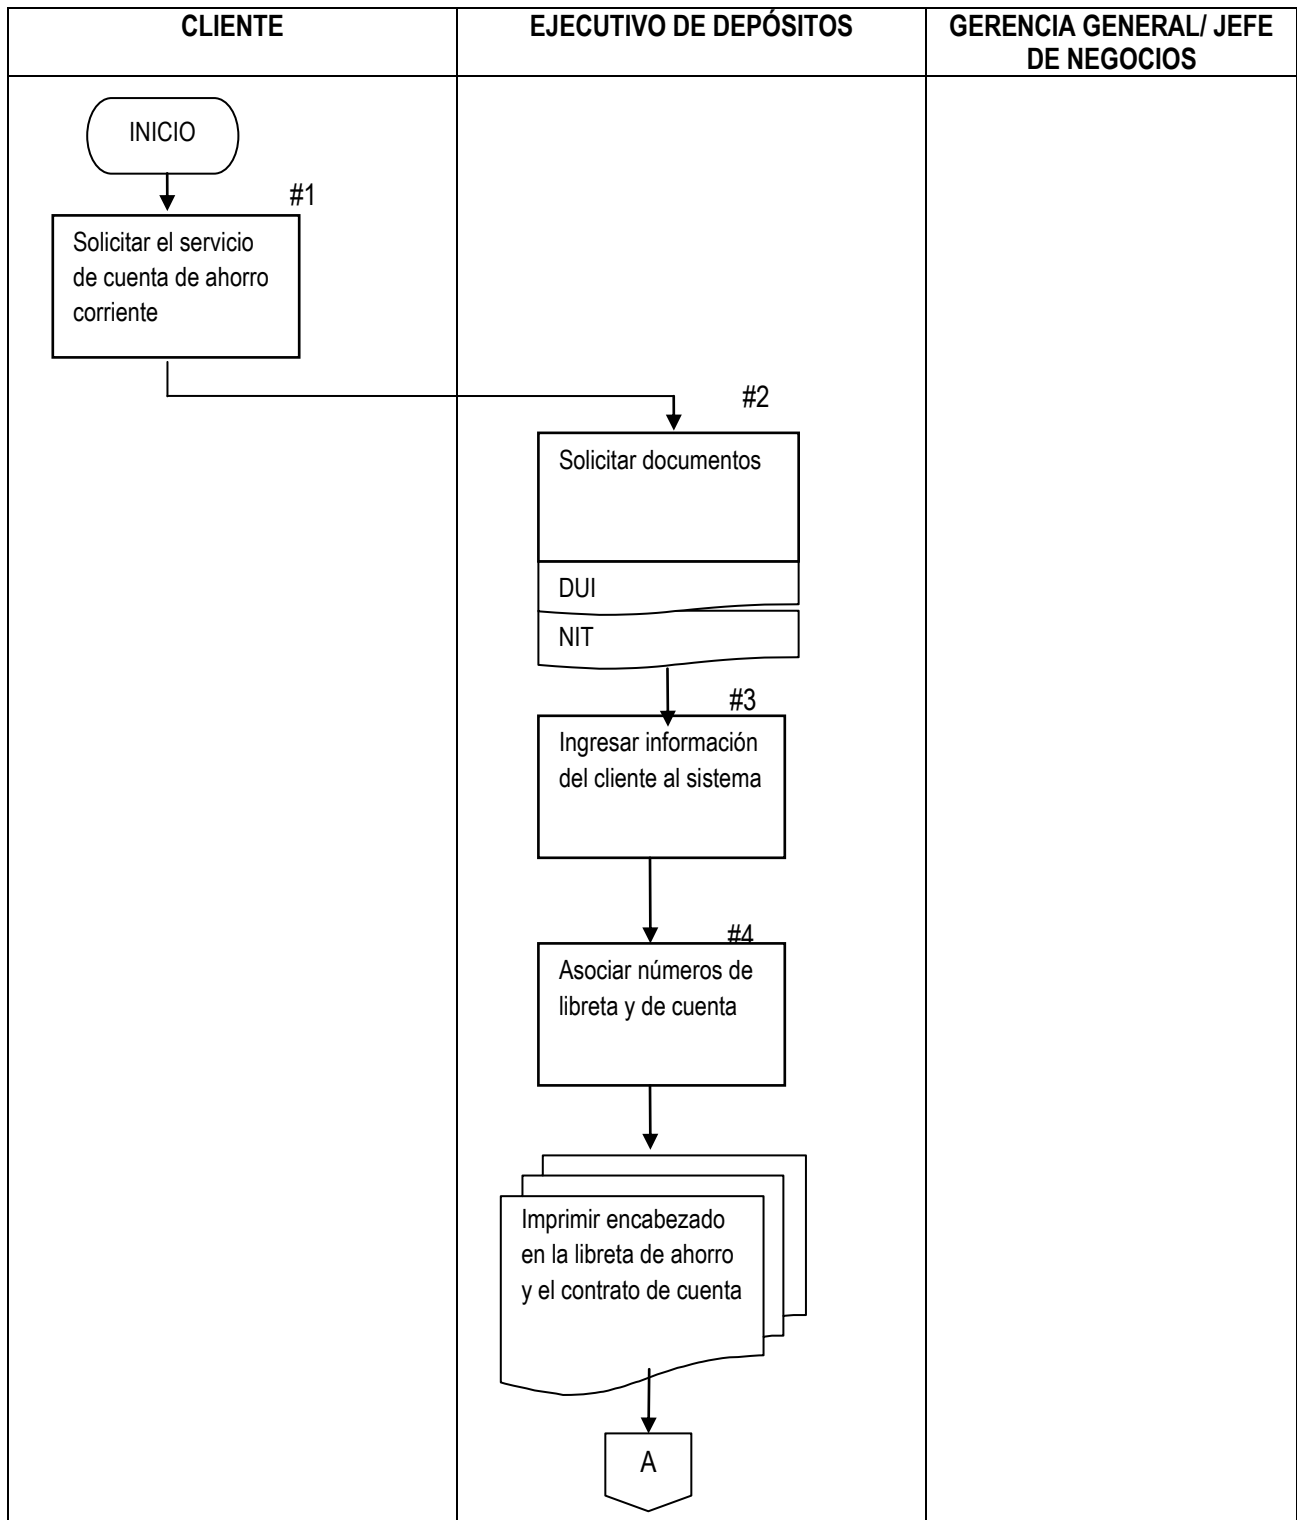 CLIENTE
EJECUTIVO DE DEPÓSITOS
GERENCIA GENERAL/ JEFE
DE NEGOCIOS
INICIO
#1
Solicitar el servicio
de cuenta de ahorro
corriente
#2
Solicitar documentos
DUI
NIT
#3
Ingresar información
del cliente al sistema
#4
Asociar números de
libreta y de cuenta
Imprimir encabezado
en la libreta de ahorro
y el contrato de cuenta
A